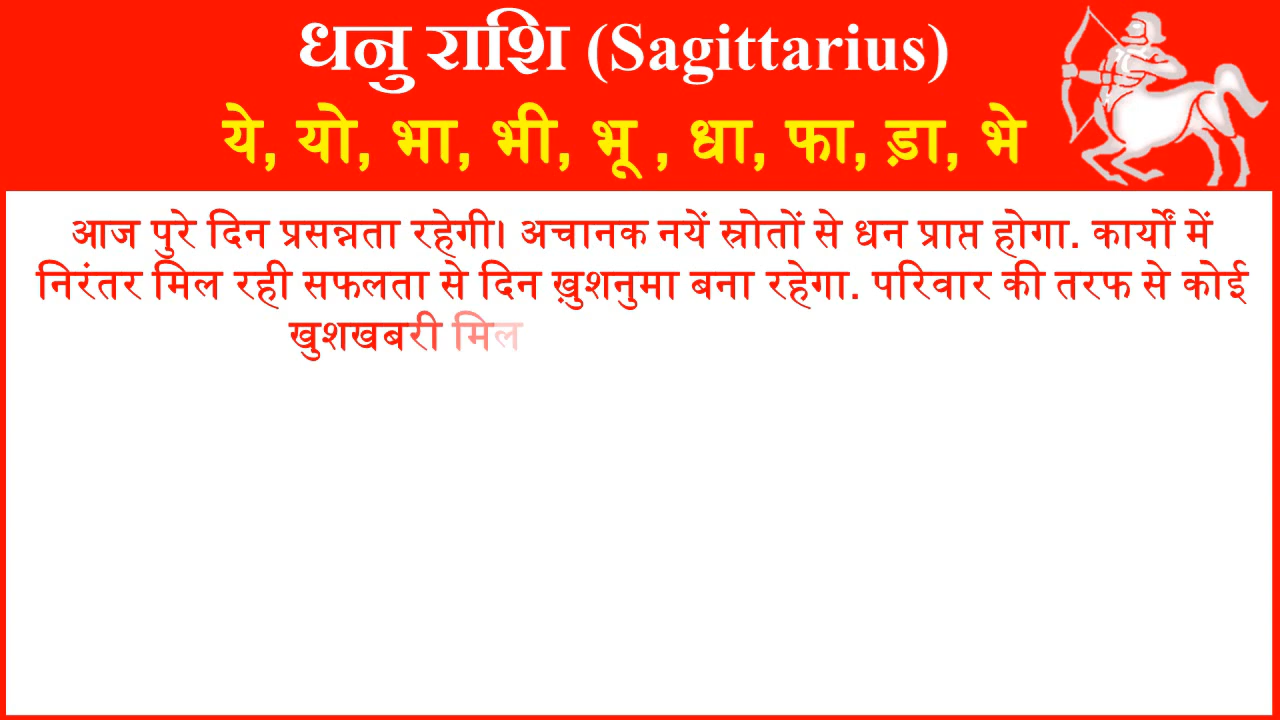 धनु राशि (Sagittarius)
ये, यो, भा, भी, भू , धा, फा, ड़ा, भे
आज पुरे दिन प्रसन्नता रहेगी। अचानक नयें स्रोतों से धन प्राप्त होगा. कार्यों में
निरंतर मिल रही सफलता से दिन ख़ुशनुमा बना रहेगा. परिवार की तरफ से कोई
खुशखबरी मिल